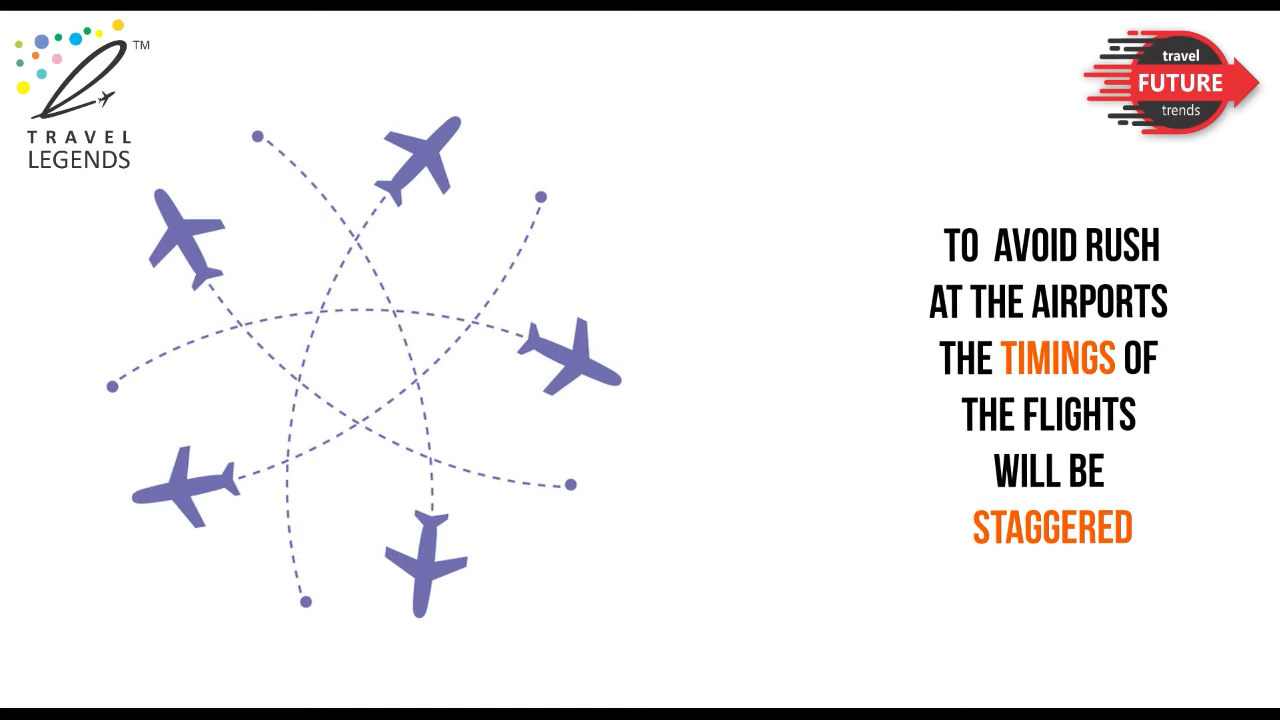 TM
TRAVEL
LEGENDS
travel
FUTURE
trends
TO AVOID RUSH
AT THE AIRPORTS
THE TIMINGS OF
THE FLIGHTS
WILL BE
STAGGERED